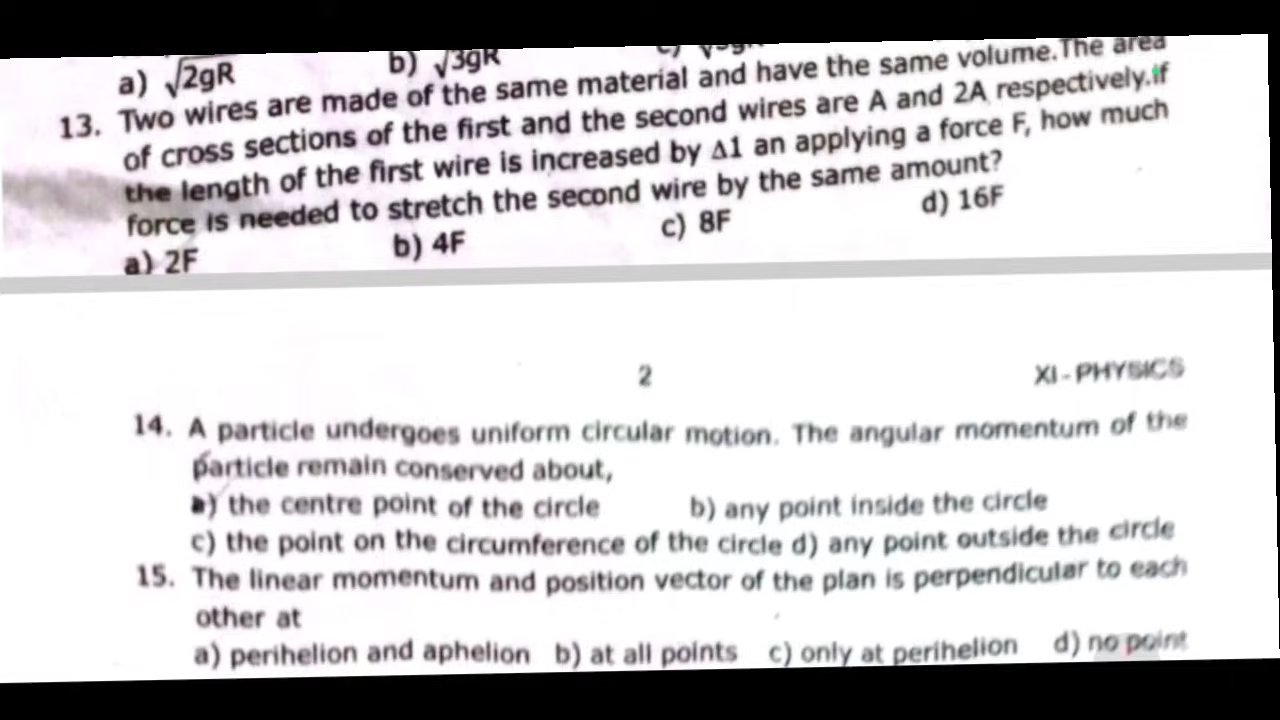 a) √2gR b) √3gR
13. Two wires are made of the same material and have the same volume.The area
of cross sections of the first and the second wires are A and 2A respectively.if
the length of the first wire is increased by Δ1 an applying a force F, how much
force is needed to stretch the second wire by the same amount?
a) 2F b) 4F c) 8F d) 16F
2 XI - PHYSICS
14. A particle undergoes uniform circular motion. The angular momentum of the
particle remain conserved about,
a) the centre point of the circle b) any point inside the circle
c) the point on the circumference of the circle d) any point outside the circle
15. The linear momentum and position vector of the plan is perpendicular to each
other at
a) perihelion and aphelion b) at all points c) only at perihelion d) no point